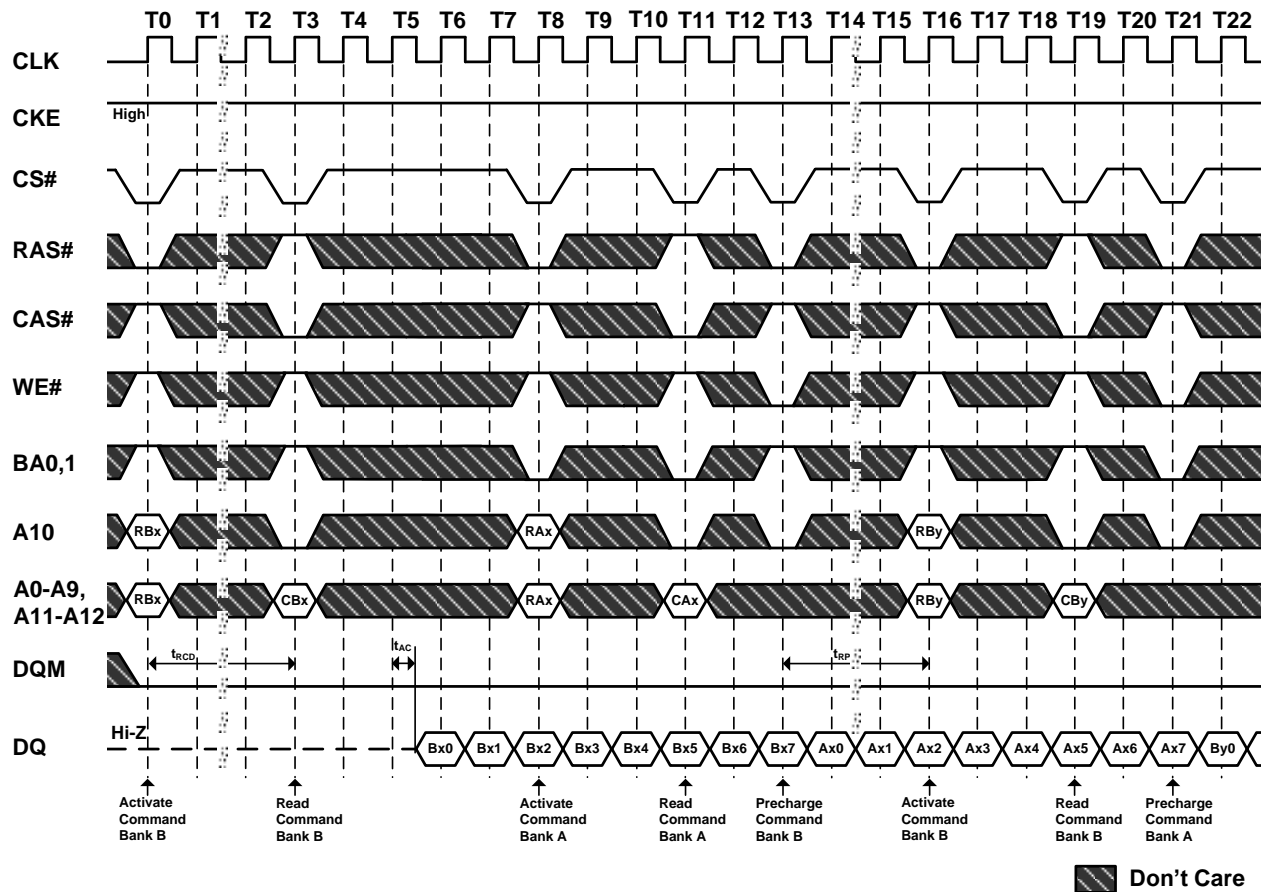 T0 T1 T2 T3 T4 T5 T6 T7 T8 T9 T10 T11 T12 T13 T14 T15 T16 T17 T18 T19 T20 T21 T22
CLK
CKE High
CS#
RAS#
CAS#
WE#
BA0,1
A10 RBx RAx RBy
A0-A9,
A11-A12 RBx CBx RAx CAx RBy CBy
DQM tRCD tAC tRP
DQ Hi-Z Bx0 Bx1 Bx2 Bx3 Bx4 Bx5 Bx6 Bx7 Ax0 Ax1 Ax2 Ax3 Ax4 Ax5 Ax6 Ax7 By0
Activate Command Bank B
Read Command Bank B
Activate Command Bank A
Read Command Bank A
Precharge Command Bank B
Activate Command Bank B
Read Command Bank B
Precharge Command Bank A
Don't Care